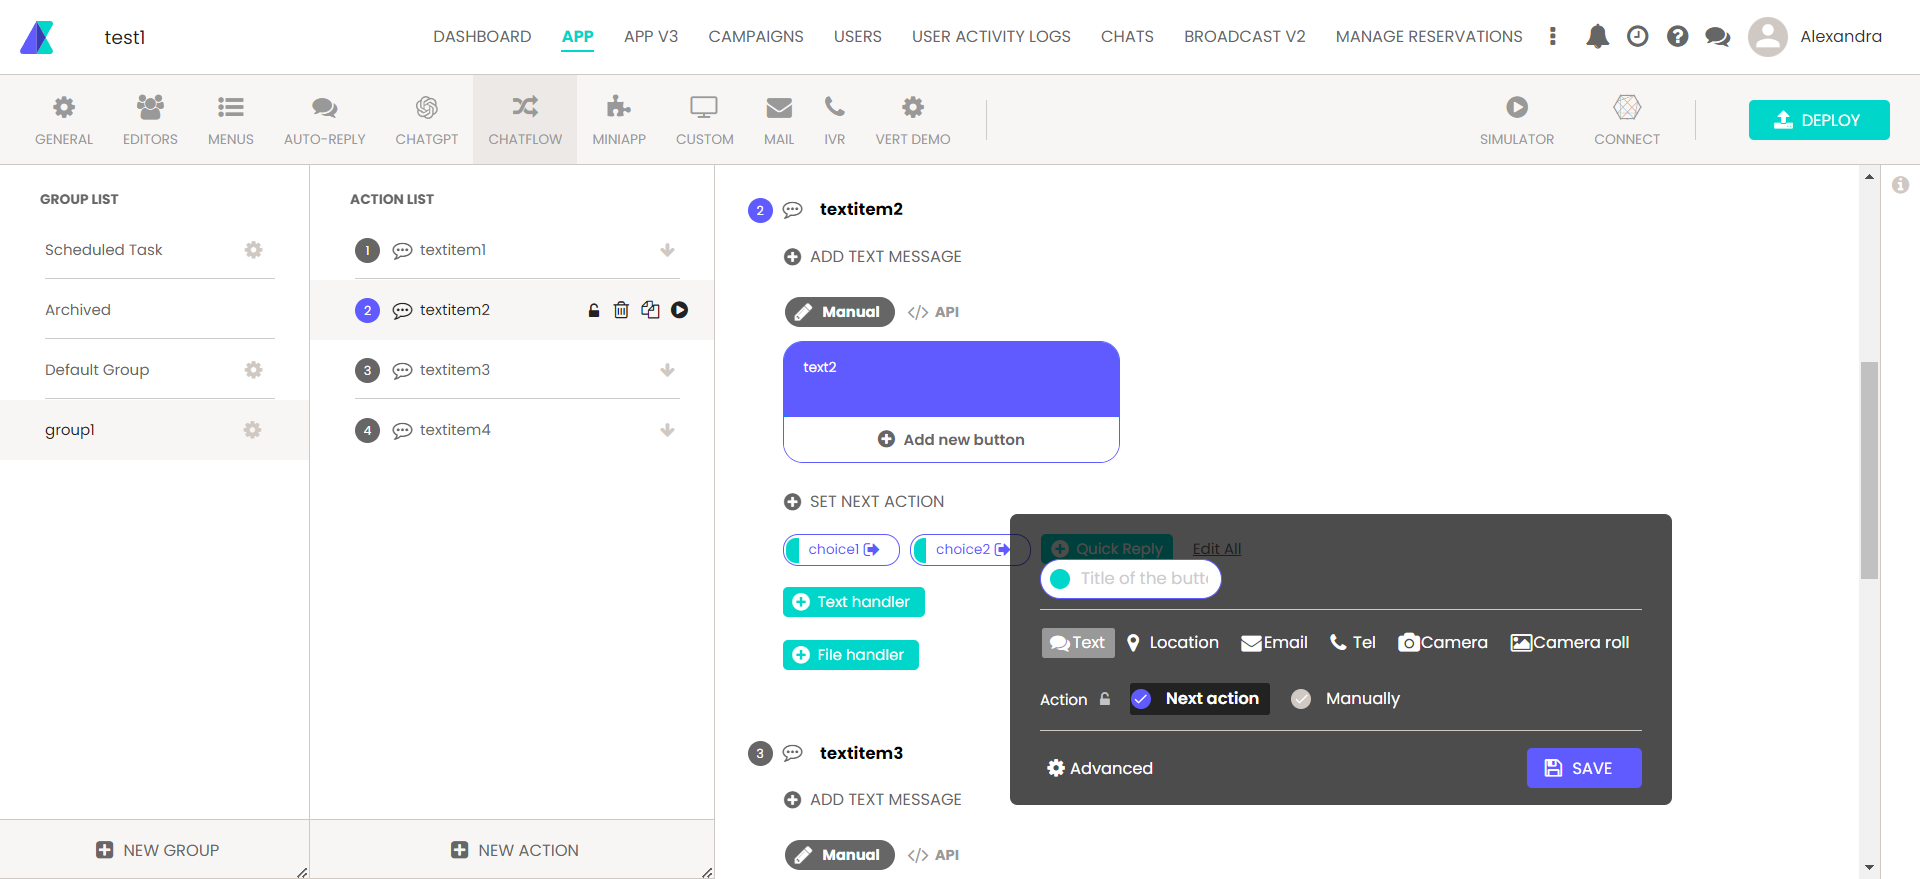 test1
DASHBOARD APP APP V3 CAMPAIGNS USERS USER ACTIVITY LOGS CHATS BROADCAST V2 MANAGE RESERVATIONS Alexandra
GENERAL EDITORS MENUS AUTO-REPLY CHATGPT CHATFLOW MINIAPP CUSTOM MAIL IVR VERT DEMO SIMULATOR CONNECT DEPLOY
GROUP LIST
Scheduled Task
Archived
Default Group
group1
NEW GROUP
ACTION LIST
1 textitem1
2 textitem2
3 textitem3
4 textitem4
NEW ACTION
2 textitem2
ADD TEXT MESSAGE
Manual </> API
text2
Add new button
SET NEXT ACTION
choice1 choice2 Quick Reply Edit All
Title of the butt
Text handler
File handler
Text Location Email Tel Camera Camera roll
Action Next action Manually
Advanced SAVE
3 textitem3
ADD TEXT MESSAGE
Manual </> API